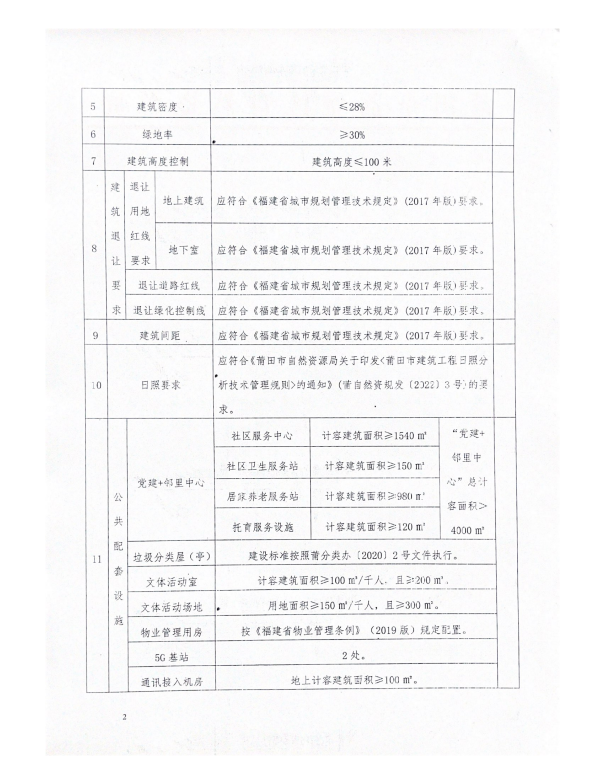 5 建筑密度 ≤28%
6 绿地率 ≥30%
7 建筑高度控制 建筑高度≤100米
8 建筑退让要求 退让用地红线要求 地上建筑 应符合《福建省城市规划管理技术规定》(2017年版)要求。
地下室 应符合《福建省城市规划管理技术规定》(2017年版)要求。
退让道路红线 应符合《福建省城市规划管理技术规定》(2017年版)要求。
退让绿化控制线 应符合《福建省城市规划管理技术规定》(2017年版)要求。
9 建筑间距 应符合《福建省城市规划管理技术规定》(2017年版)要求。
10 日照要求 应符合《莆田市自然资源局关于印发<莆田市建筑工程日照分
析技术管理规则>的通知》(莆自然资规发〔2022〕3号)的要
求。
11 公共配套设施 党建+邻里中心 社区服务中心 计容建筑面积≥1540㎡ “党建+
邻里中
心”总计
容面积>
4000㎡
社区卫生服务站 计容建筑面积≥150㎡
居家养老服务站 计容建筑面积≥980㎡
托育服务设施 计容建筑面积≥120㎡
垃圾分类屋（亭） 建设标准按照莆分类办〔2020〕2号文件执行。
文体活动室 计容建筑面积≥100㎡/千人，且≥200㎡。
文体活动场地 用地面积≥150㎡/千人，且≥300㎡。
物业管理用房 按《福建省物业管理条例》（2019版）规定配置。
5G基站 2处。
通讯接入机房 地上计容建筑面积≥100㎡。
2